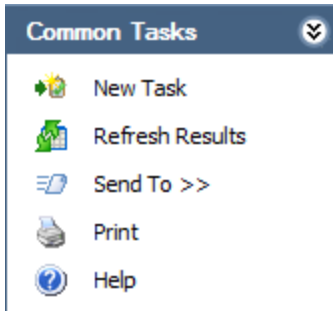 Common Tasks
New Task
Refresh Results
Send To >>
Print
Help